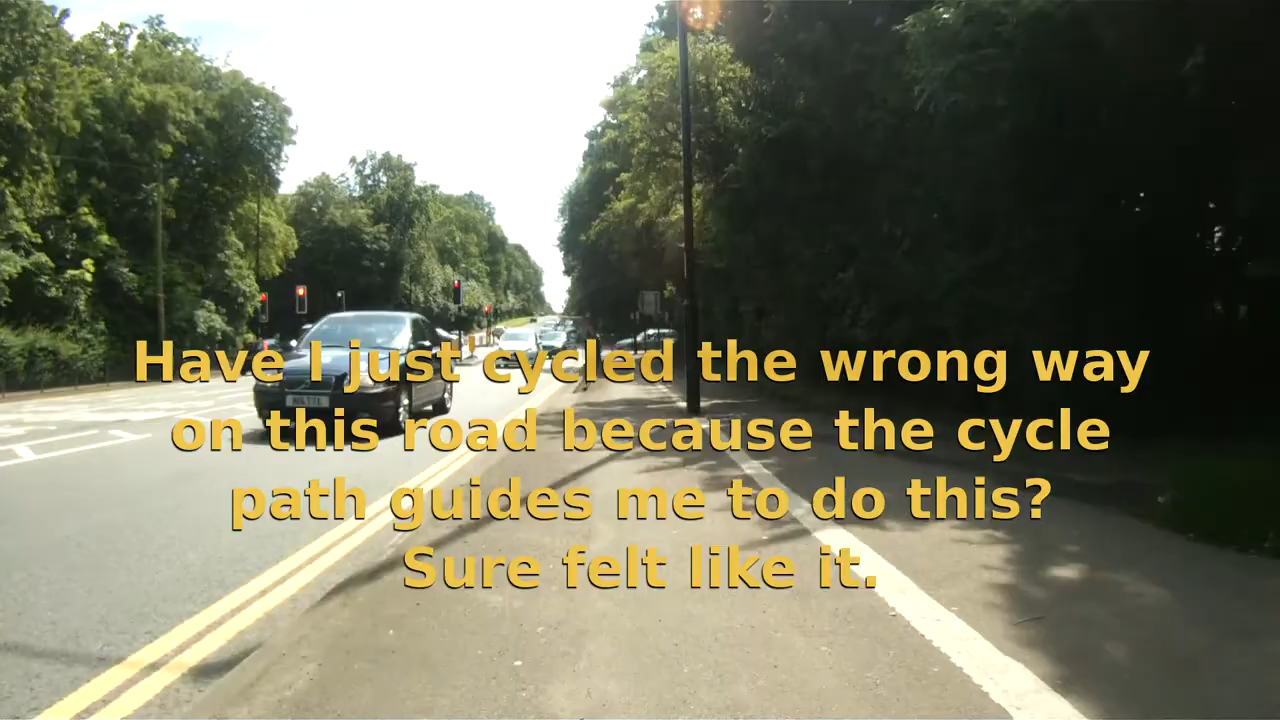 Have I just cycled the wrong way
on this road because the cycle
path guides me to do this?
Sure felt like it.